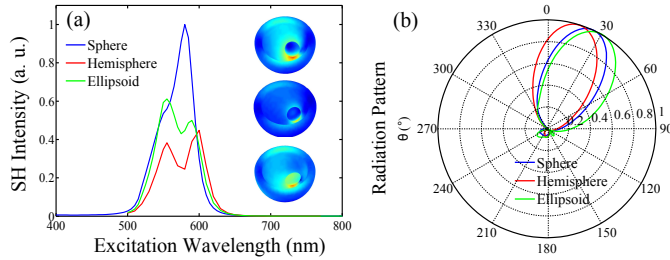 (a)
SH Intensity (a. u.)
1
0.8
0.6
0.4
0.2
0
Sphere
Hemisphere
Ellipsoid
400 500 600 700 800
Excitation Wavelength (nm)
(b)
Radiation Pattern
θ (°)
0
30
60
90
120
150
180
210
240
270
300
330
0.2 0.4 0.6 0.8 1
Sphere
Hemisphere
Ellipsoid